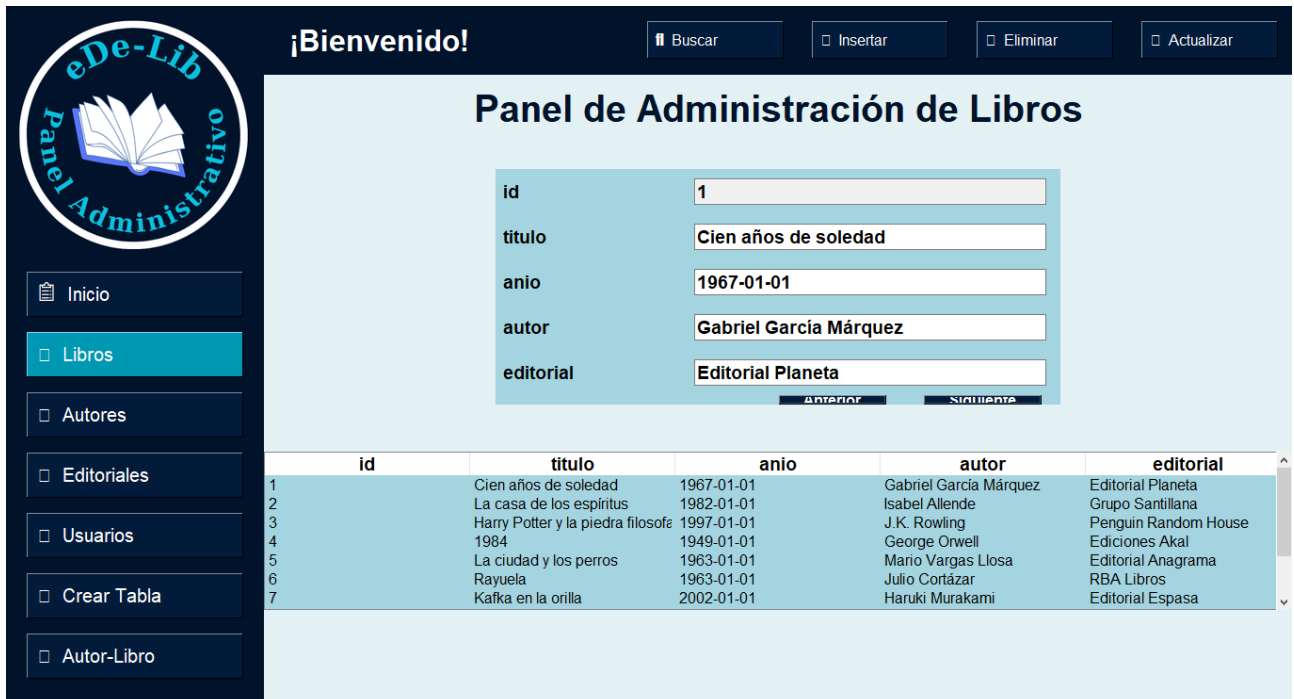 eDe-Lib
Panel Administrativo
¡Bienvenido!
Buscar
Insertar
Eliminar
Actualizar
Inicio
Libros
Autores
Editoriales
Usuarios
Crear Tabla
Autor-Libro
Panel de Administración de Libros
id 1
titulo Cien años de soledad
anio 1967-01-01
autor Gabriel García Márquez
editorial Editorial Planeta
Anterior Siguiente
id titulo anio autor editorial
1 Cien años de soledad 1967-01-01 Gabriel García Márquez Editorial Planeta
2 La casa de los espíritus 1982-01-01 Isabel Allende Grupo Santillana
3 Harry Potter y la piedra filosofa 1997-01-01 J.K. Rowling Penguin Random House
4 1984 1949-01-01 George Orwell Ediciones Akal
5 La ciudad y los perros 1963-01-01 Mario Vargas Llosa Editorial Anagrama
6 Rayuela 1963-01-01 Julio Cortázar RBA Libros
7 Kafka en la orilla 2002-01-01 Haruki Murakami Editorial Espasa